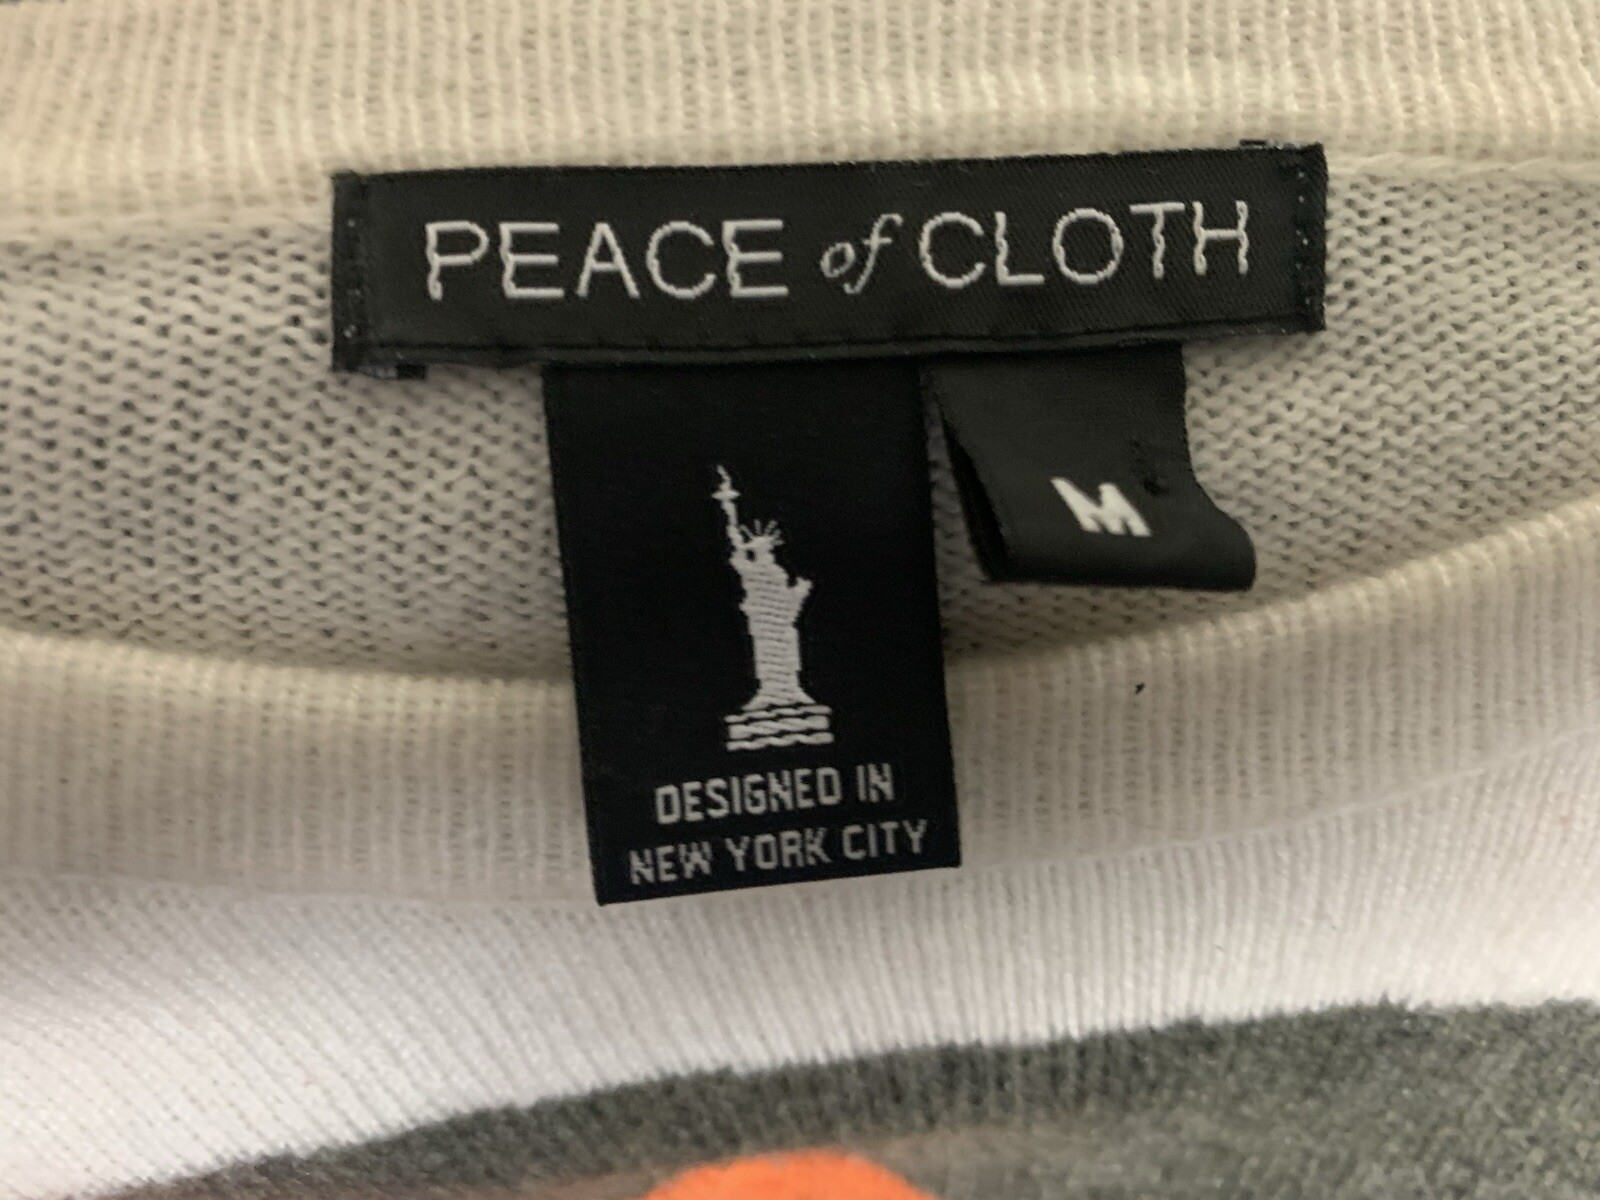 PEACE of CLOTH
M
DESIGNED IN
NEW YORK CITY